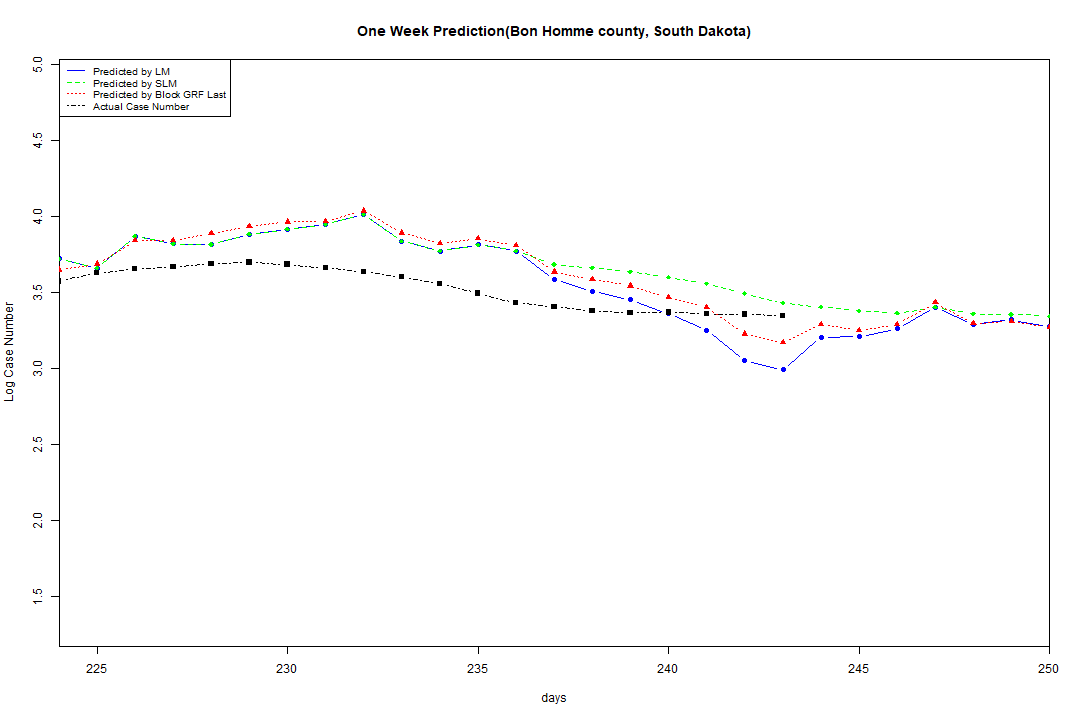 One Week Prediction(Bon Homme county, South Dakota)
Predicted by LM
Predicted by SLM
Predicted by Block GRF Last
Actual Case Number
5.0
4.5
4.0
3.5
3.0
2.5
2.0
1.5
Log Case Number
225 230 235 240 245 250
days